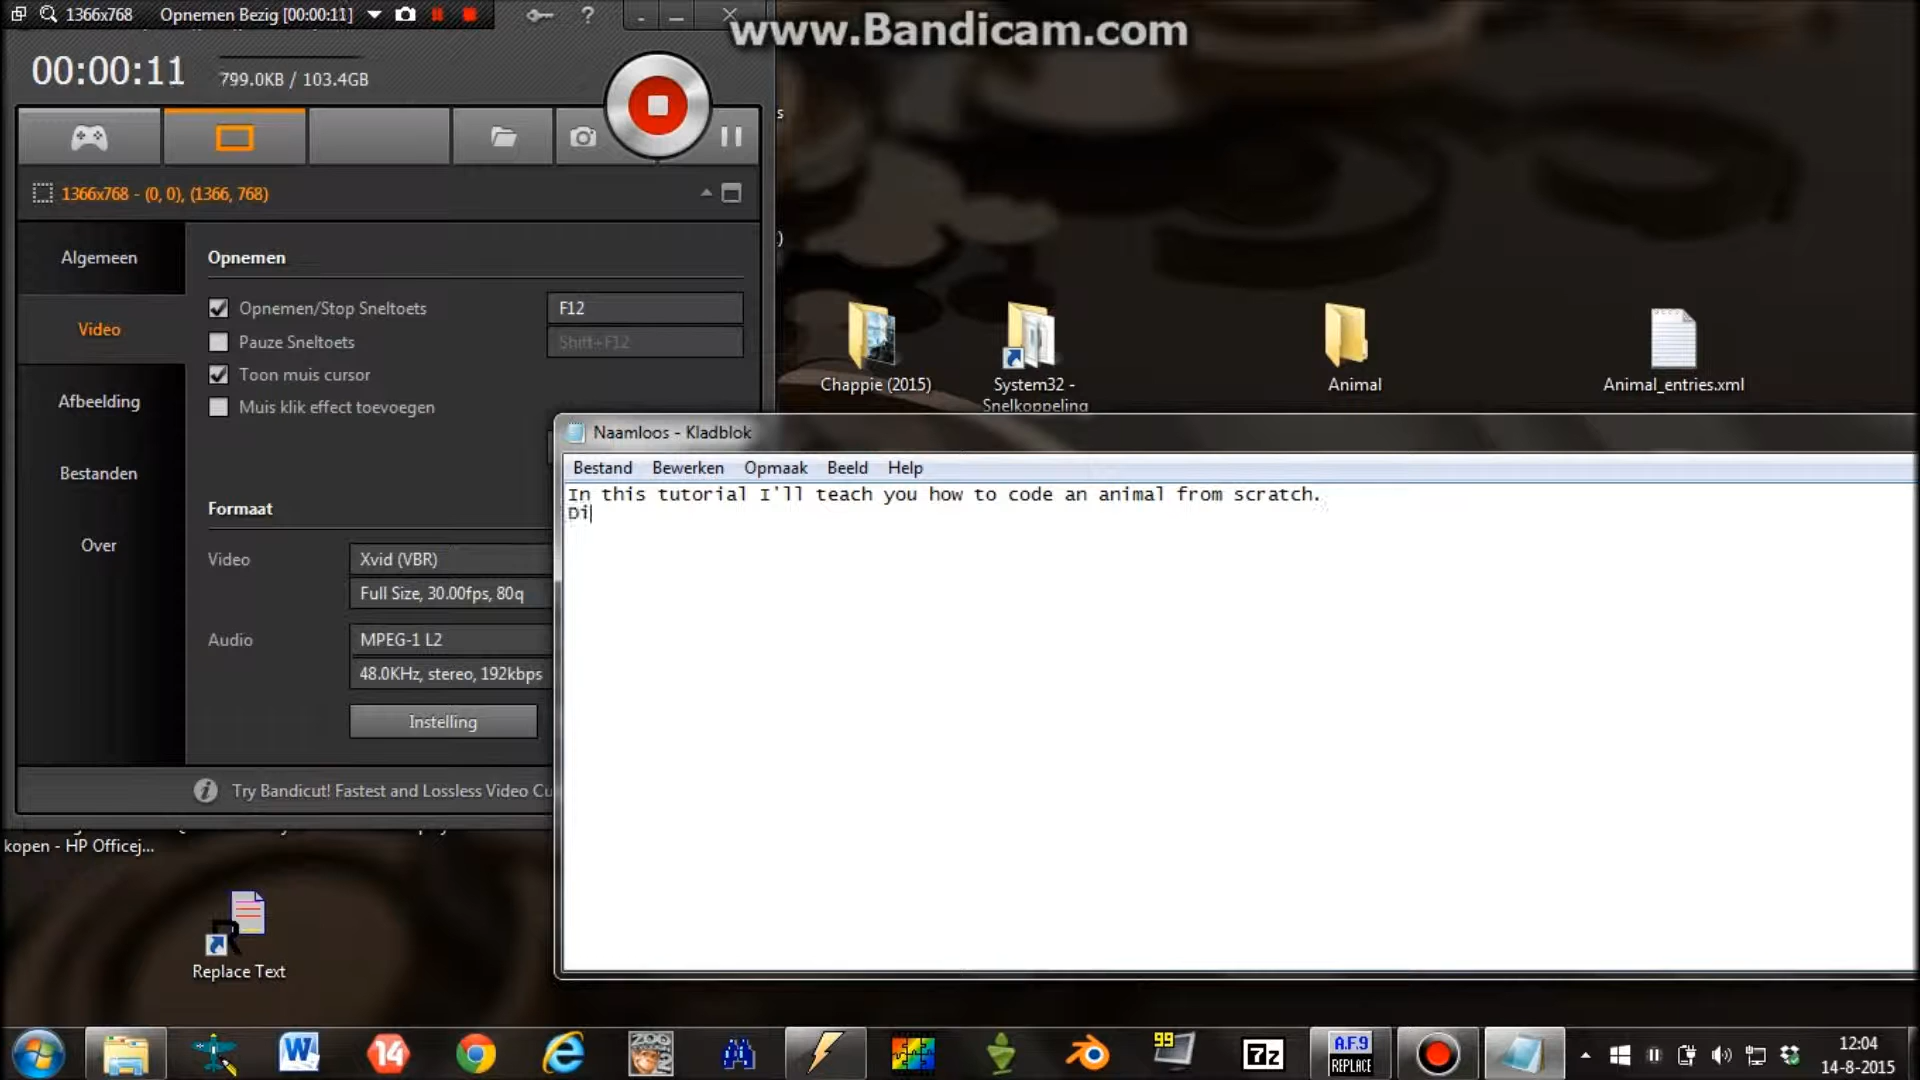 1366x768 Opnemen Bezig [00:00:11]
www.Bandicam.com
00:00:11
799.0KB / 103.4GB
1366x768 - (0, 0), (1366, 768)
Algemeen
Video
Afbeelding
Bestanden
Over
Opnemen
Opnemen/Stop Sneltoets
F12
Pauze Sneltoets
Shift+F12
Toon muis cursor
Muis klik effect toevoegen
Formaat
Video
Xvid (VBR)
Full Size, 30.00fps, 80q
Audio
MPEG-1 L2
48.0KHz, stereo, 192kbps
Instelling
Try Bandicut! Fastest and Lossless Video
Chappie (2015)
System32 -
Snelkoppeling
Animal
Animal_entries.xml
Naamloos - Kladblok
Bestand Bewerken Opmaak Beeld Help
In this tutorial I'll teach you how to code an animal from scratch.
Di
kopen - HP Officej...
Replace Text
14
ZOO
2
99
7z
A.F.9
REPLACE
12:04
14-8-2015